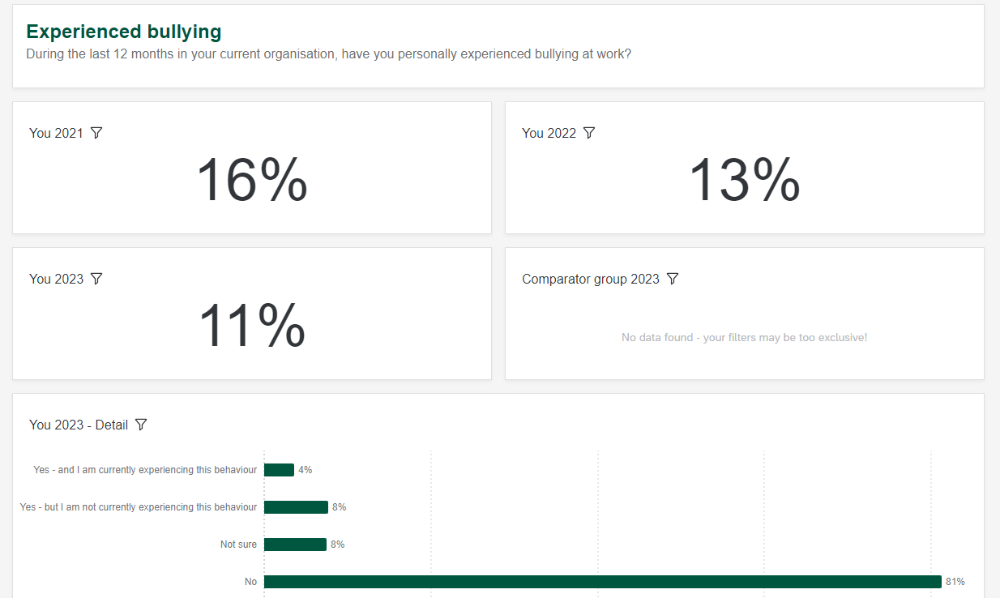 Experienced bullying
During the last 12 months in your current organisation, have you personally experienced bullying at work?
You 2021
16%
You 2022
13%
You 2023
11%
Comparator group 2023
No data found - your filters may be too exclusive!
You 2023 - Detail
Yes - and I am currently experiencing this behaviour 4%
Yes - but I am not currently experiencing this behaviour 8%
Not sure 8%
No 81%